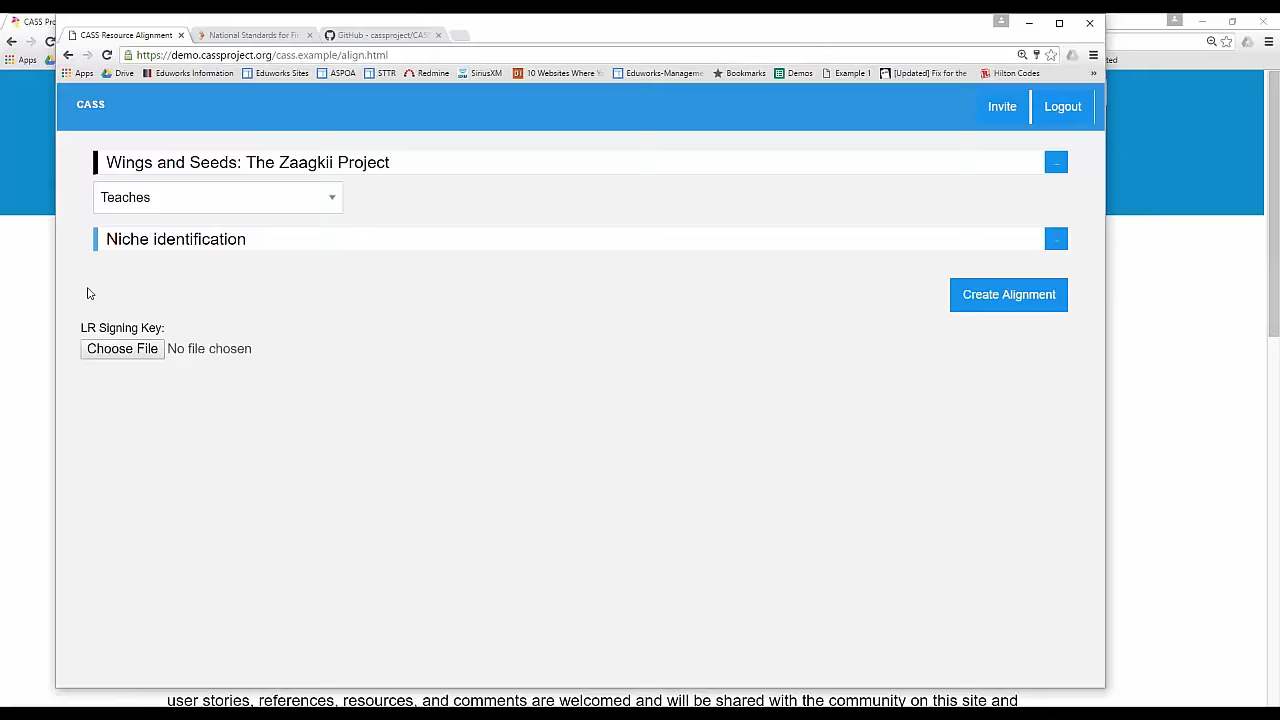 CASS Pro
CASS Resource Alignment
National Standards for Fi
GitHub - cassproject/CAS
https://demo.cassproject.org/cass.example/align.html
Apps
Apps Drive Eduworks Information Eduworks Sites ASPOA STTR Redmine SiriusXM 10 Websites Where Y Eduworks-Manageme Bookmarks Demos Example 1 [Updated] Fix for the Hilton Codes »
CASS
Invite
Logout
Wings and Seeds: The Zaagkii Project
...
Teaches
Niche identification
...
Create Alignment
LR Signing Key:
Choose File No file chosen
user stories, references, resources, and comments are welcomed and will be shared with the community on this site and